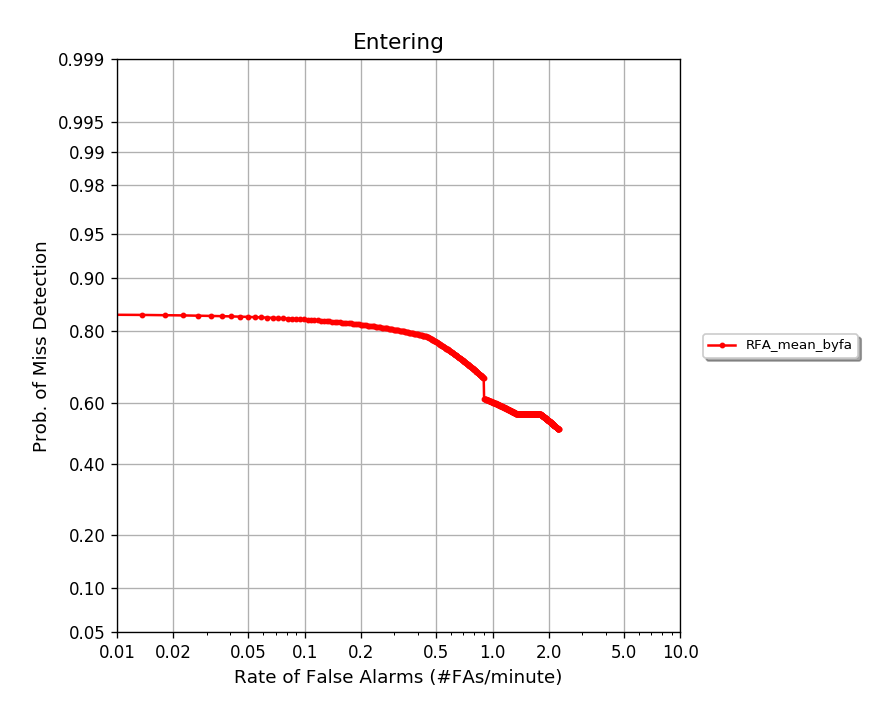 Entering
0.999
0.995
0.99
0.98
0.95
0.90
0.80
0.60
0.40
0.20
0.10
0.05
Prob. of Miss Detection
0.01 0.02 0.05 0.1 0.2 0.5 1.0 2.0 5.0 10.0
Rate of False Alarms (#FAs/minute)
RFA_mean_byfa